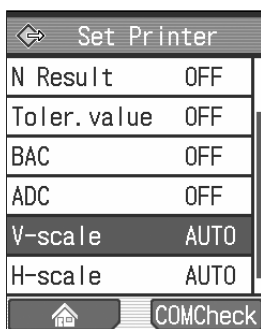 Set Printer
N Result OFF
Toler.value OFF
BAC OFF
ADC OFF
V-scale AUTO
H-scale AUTO
COMCheck